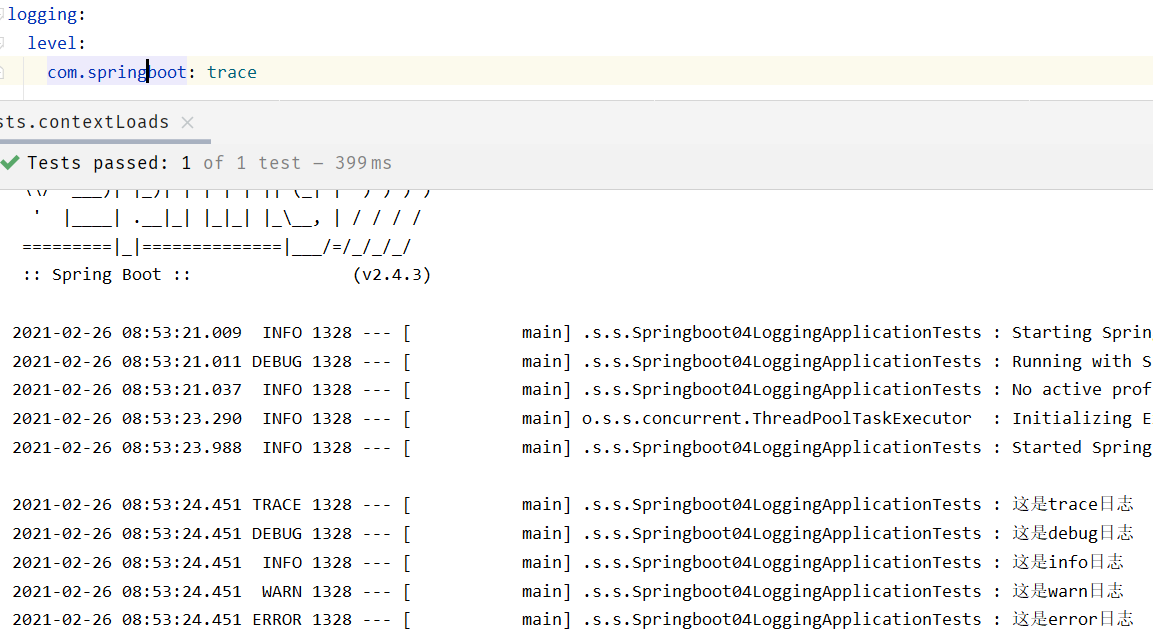 logging:
level:
com.springboot: trace
sts.contextLoads
Tests passed: 1 of 1 test – 399 ms
' |____| .__|_| |_|_| |_\__, | / / / /
=========|_|==============|___/=/_/_/_/
:: Spring Boot :: (v2.4.3)
2021-02-26 08:53:21.009 INFO 1328 --- [ main] .s.s.Springboot04LoggingApplicationTests : Starting Sprin
2021-02-26 08:53:21.011 DEBUG 1328 --- [ main] .s.s.Springboot04LoggingApplicationTests : Running with S
2021-02-26 08:53:21.037 INFO 1328 --- [ main] .s.s.Springboot04LoggingApplicationTests : No active prof
2021-02-26 08:53:23.290 INFO 1328 --- [ main] o.s.s.concurrent.ThreadPoolTaskExecutor : Initializing E
2021-02-26 08:53:23.988 INFO 1328 --- [ main] .s.s.Springboot04LoggingApplicationTests : Started Spring
2021-02-26 08:53:24.451 TRACE 1328 --- [ main] .s.s.Springboot04LoggingApplicationTests : 这是trace日志
2021-02-26 08:53:24.451 DEBUG 1328 --- [ main] .s.s.Springboot04LoggingApplicationTests : 这是debug日志
2021-02-26 08:53:24.451 INFO 1328 --- [ main] .s.s.Springboot04LoggingApplicationTests : 这是info日志
2021-02-26 08:53:24.451 WARN 1328 --- [ main] .s.s.Springboot04LoggingApplicationTests : 这是warn日志
2021-02-26 08:53:24.451 ERROR 1328 --- [ main] .s.s.Springboot04LoggingApplicationTests : 这是error日志